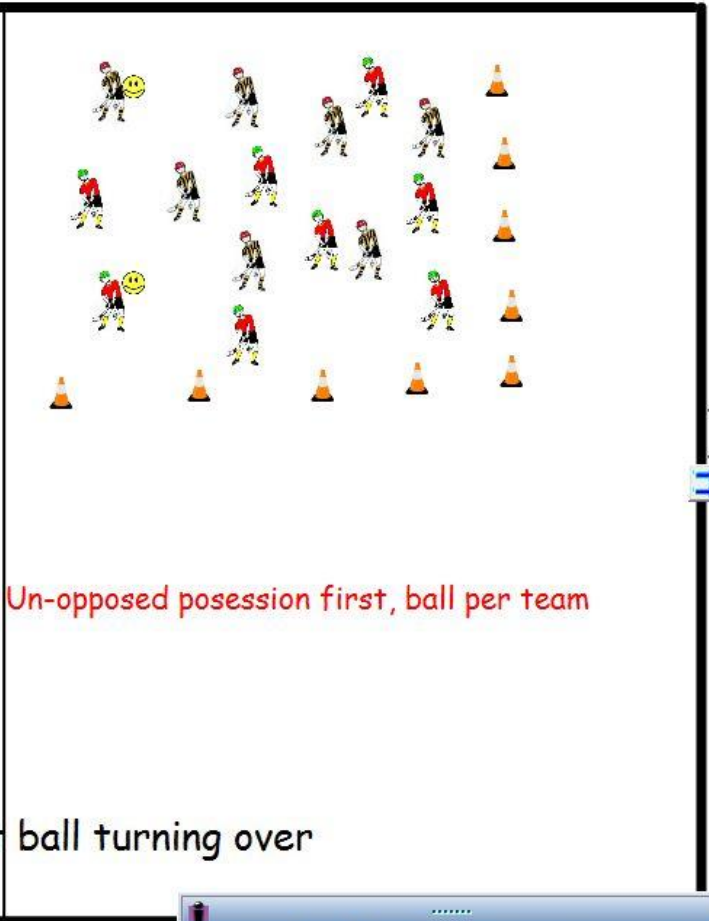 Un-opposed posession first, ball per team
ball turning over